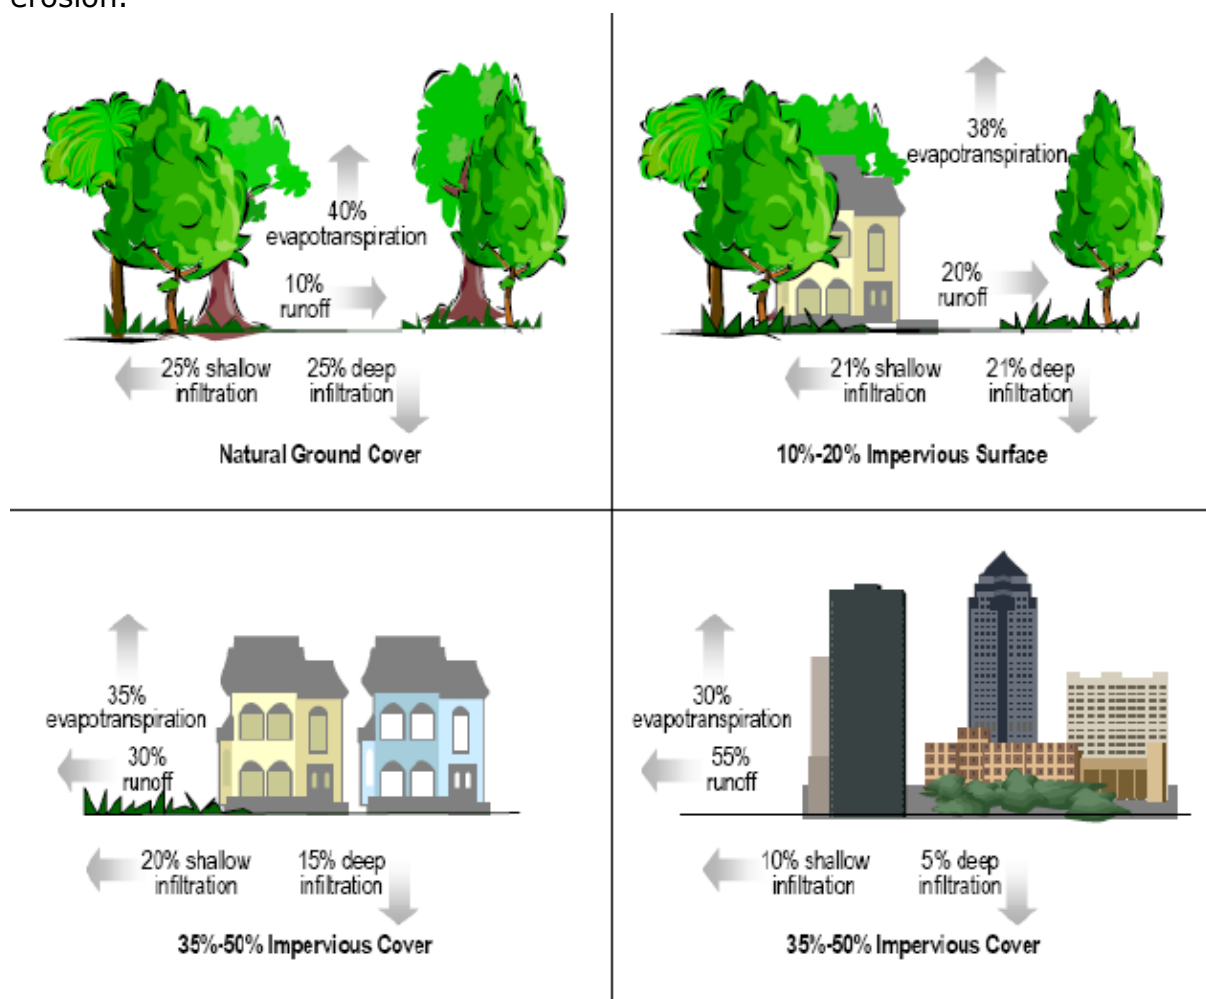 erosion.
40%
evapotranspiration
10%
runoff
25% shallow
infiltration
25% deep
infiltration
Natural Ground Cover
38%
evapotranspiration
20%
runoff
21% shallow
infiltration
21% deep
infiltration
10%-20% Impervious Surface
35%
evapotranspiration
30%
runoff
20% shallow
infiltration
15% deep
infiltration
35%-50% Impervious Cover
30%
evapotranspiration
55%
runoff
10% shallow
infiltration
5% deep
infiltration
35%-50% Impervious Cover